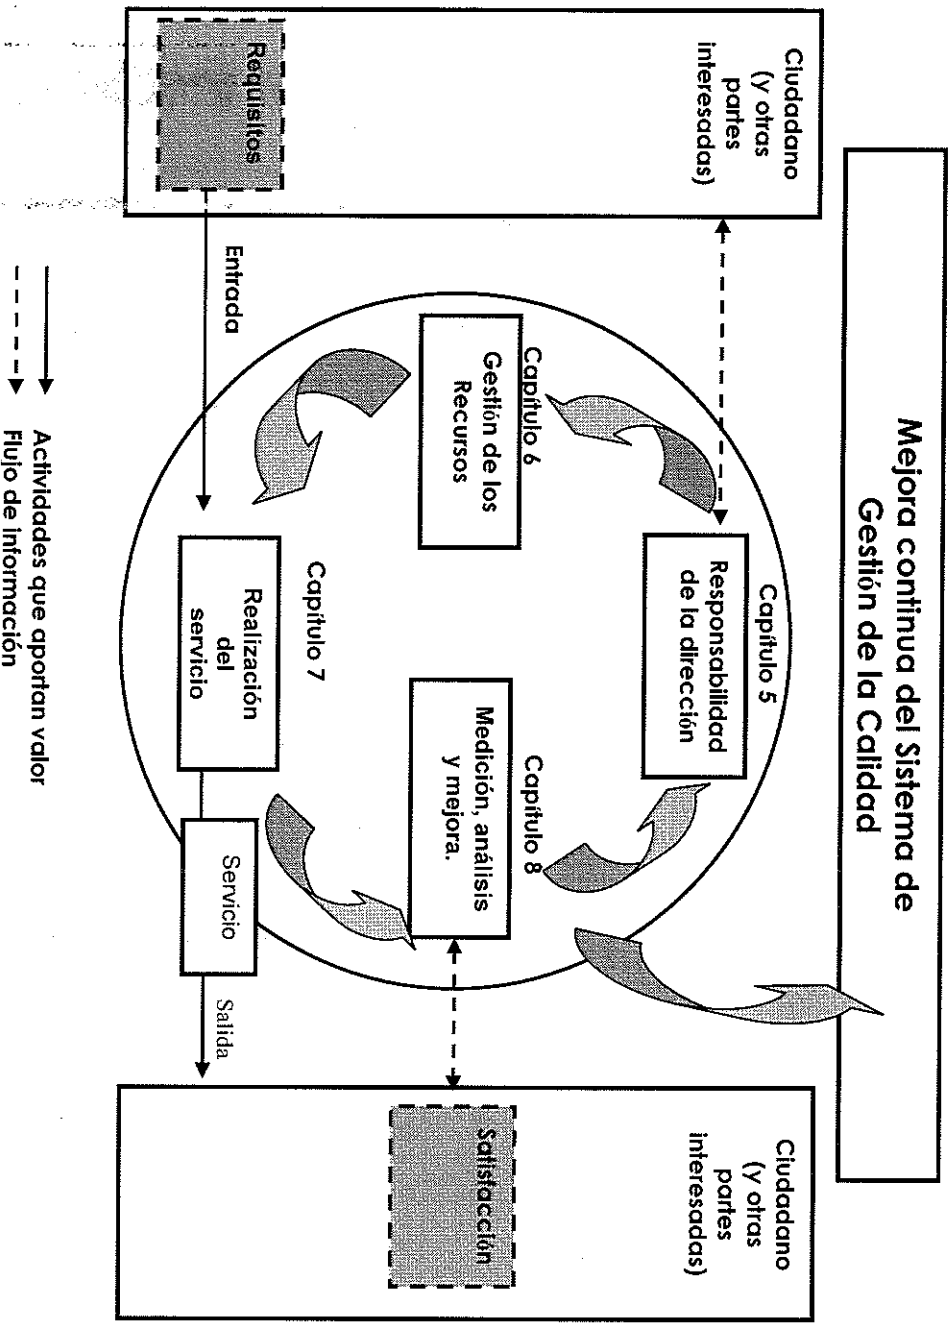 Mejora continua del Sistema de
Gestión de la Calidad
Ciudadano
(y otras
partes
interesadas)
Requisitos
Entrada
Capítulo 5
Responsabilidad
de la dirección
Capítulo 6
Gestión de los
Recursos
Capítulo 8
Medición, análisis
y mejora.
Capítulo 7
Realización
del
servicio
Servicio
Salida
Ciudadano
(y otras
partes
interesadas)
Satisfacción
Actividades que aportan valor
Flujo de información